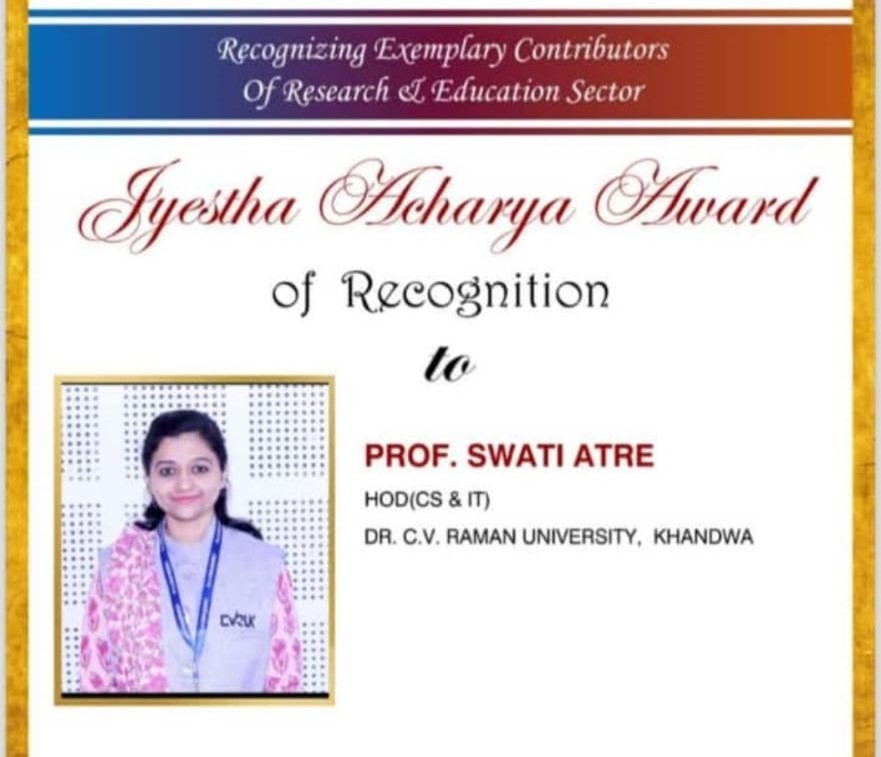 Recognizing Exemplary Contributors
Of Research & Education Sector
Jyestha Acharya Award
of Recognition
to
PROF. SWATI ATRE
HOD(CS & IT)
DR. C.V. RAMAN UNIVERSITY, KHANDWA
CVRUK